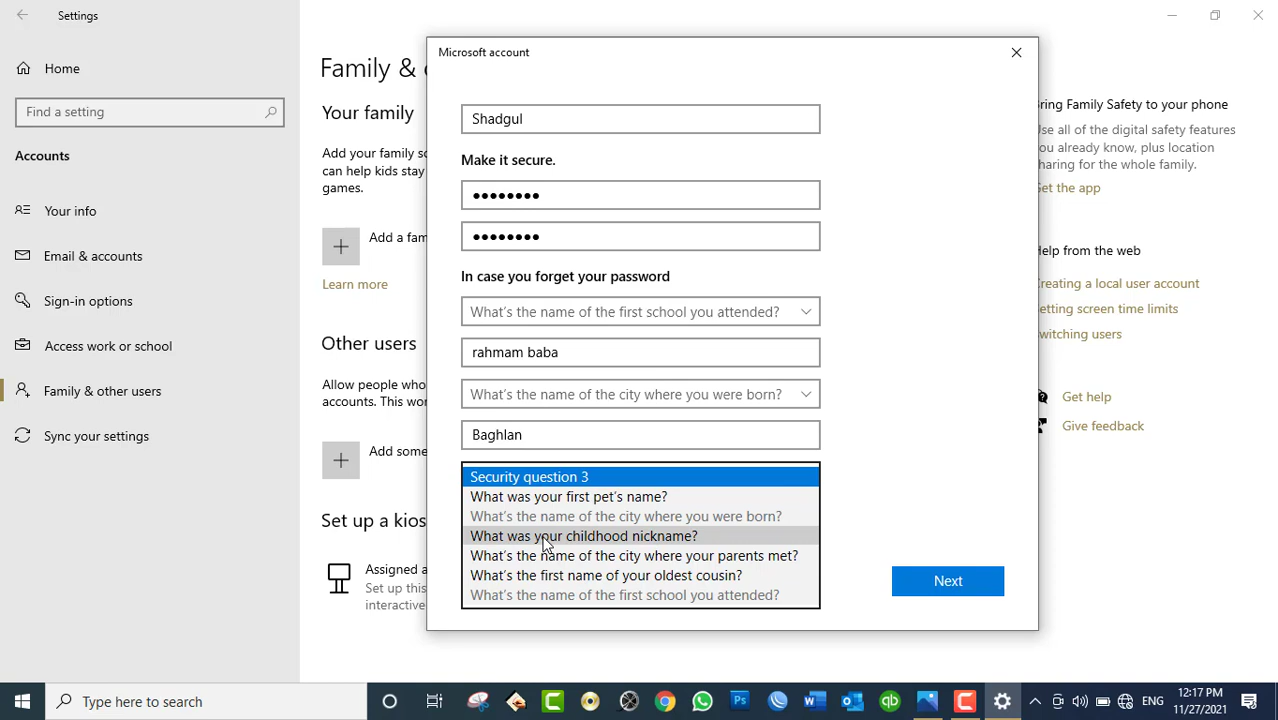 Settings
Home
Find a setting
Accounts
Your info
Email & accounts
Sign-in options
Access work or school
Family & other users
Sync your settings
Family &
Your family
Add your family so
can help kids stay
games.
Add a fam
Learn more
Other users
Allow people who
accounts. This wo
Add some
Set up a kios
Assigned a
Set up this
interactive
Microsoft account
Shadgul
Make it secure.
●●●●●●●●
●●●●●●●●
In case you forget your password
What's the name of the first school you attended?
rahmam baba
What's the name of the city where you were born?
Baghlan
Security question 3
What was your first pet's name?
What's the name of the city where you were born?
What was your childhood nickname?
What's the name of the city where your parents met?
What's the first name of your oldest cousin?
What's the name of the first school you attended?
Next
Bring Family Safety to your phone
Use all of the digital safety features
you already know, plus location
sharing for the whole family.
Get the app
Help from the web
Creating a local user account
Setting screen time limits
Switching users
Get help
Give feedback
Type here to search
ENG
12:17 PM
11/27/2021